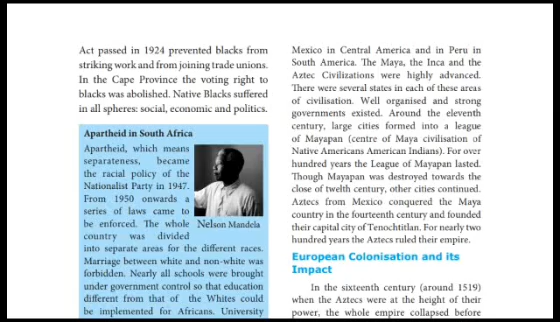 Act passed in 1924 prevented blacks from
striking work and from joining trade unions.
In the Cape Province the voting right to
blacks was abolished. Native Blacks suffered
in all spheres: social, economic and politics.
Apartheid in South Africa
Apartheid, which means
separateness, became
the racial policy of the
Nationalist Party in 1947.
From 1950 onwards a
series of laws came to
be enforced. The whole
country was divided
Nelson Mandela
into separate areas for the different races.
Marriage between white and non-white was
forbidden. Nearly all schools were brought
under government control so that education
different from that of the Whites could
be implemented for Africans. University
Mexico in Central America and in Peru in
South America. The Maya, the Inca and the
Aztec Civilizations were highly advanced.
There were several states in each of these areas
of civilisation. Well organised and strong
governments existed. Around the eleventh
century, large cities formed into a league
of Mayapan (centre of Maya civilisation of
Native Americans American Indians). For over
hundred years the League of Mayapan lasted.
Though Mayapan was destroyed towards the
close of twelth century, other cities continued.
Aztecs from Mexico conquered the Maya
country in the fourteenth century and founded
their capital city of Tenochtitlan. For nearly two
hundred years the Aztecs ruled their empire.
European Colonisation and its
Impact
In the sixteenth century (around 1519)
when the Aztecs were at the height of their
power, the whole empire collapsed before